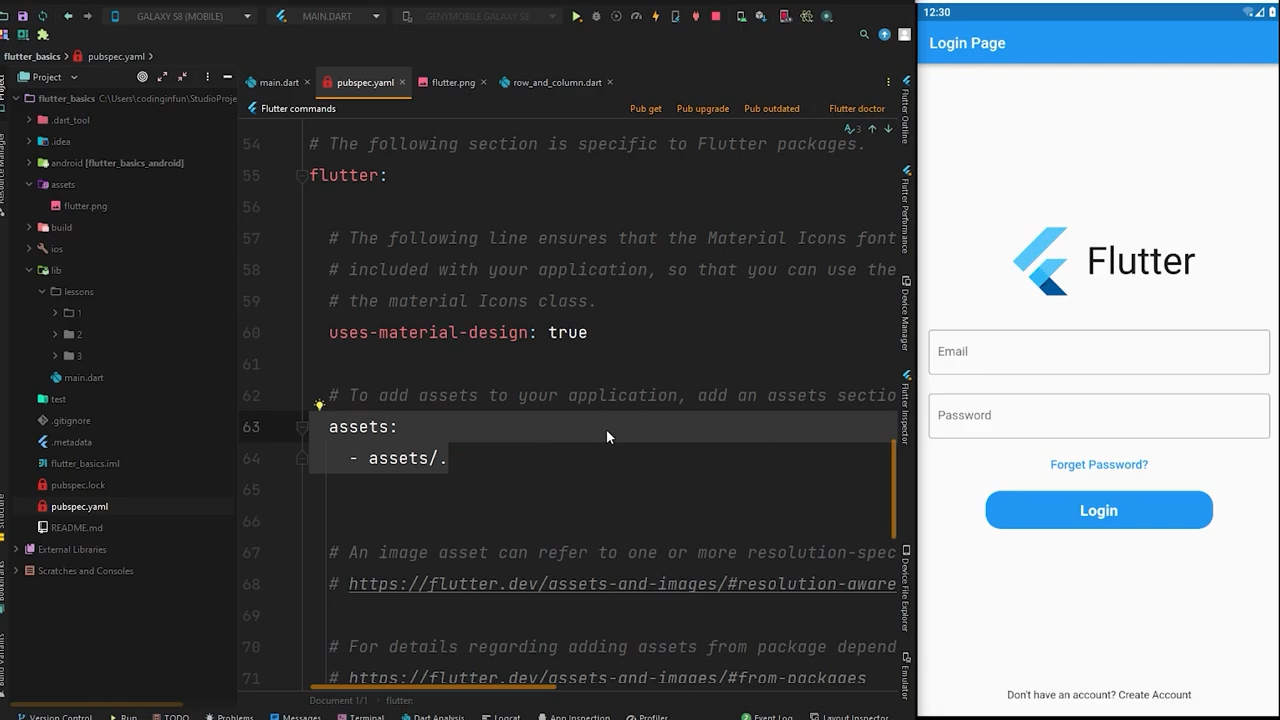 GALAXY S8 (MOBILE)
MAIN.DART
GENYMOBILE GALAXY S8
flutter_basics
pubspec.yaml
Project
main.dart
pubspec.yaml
flutter.png
row_and_column.dart
Flutter commands
Pub get
Pub upgrade
Pub outdated
Flutter doctor
3
flutter_basics C:\Users\codinginfun\StudioProje
.dart_tool
.idea
android [flutter_basics_android]
assets
flutter.png
build
ios
lib
lessons
1
2
3
main.dart
test
.gitignore
.metadata
flutter_basics.iml
pubspec.lock
pubspec.yaml
README.md
External Libraries
Scratches and Consoles
54 # The following section is specific to Flutter packages.
55 flutter:
56
57 # The following line ensures that the Material Icons font
58 # included with your application, so that you can use the
59 # the material Icons class.
60 uses-material-design: true
61
62 # To add assets to your application, add an assets sectio
63 assets:
64 - assets/.
65
66
67 # An image asset can refer to one or more resolution-spec
68 # https://flutter.dev/assets-and-images/#resolution-aware
69
70 # For details regarding adding assets from package depend
71 # https://flutter.dev/assets-and-images/#from-packages
Document 1/1
flutter:
Project
Resource Manager
Structure
Bookmarks
Build Variants
Flutter Outline
Flutter Performance
Device Manager
Flutter Inspector
Device File Explorer
Emulator
Version Control
Run
TODO
Problems
Messages
Terminal
Dart Analysis
Logcat
App Inspection
Profiler
2 Event Log
Layout Inspector
12:30
Login Page
Flutter
Email
Password
Forget Password?
Login
Don't have an account? Create Account